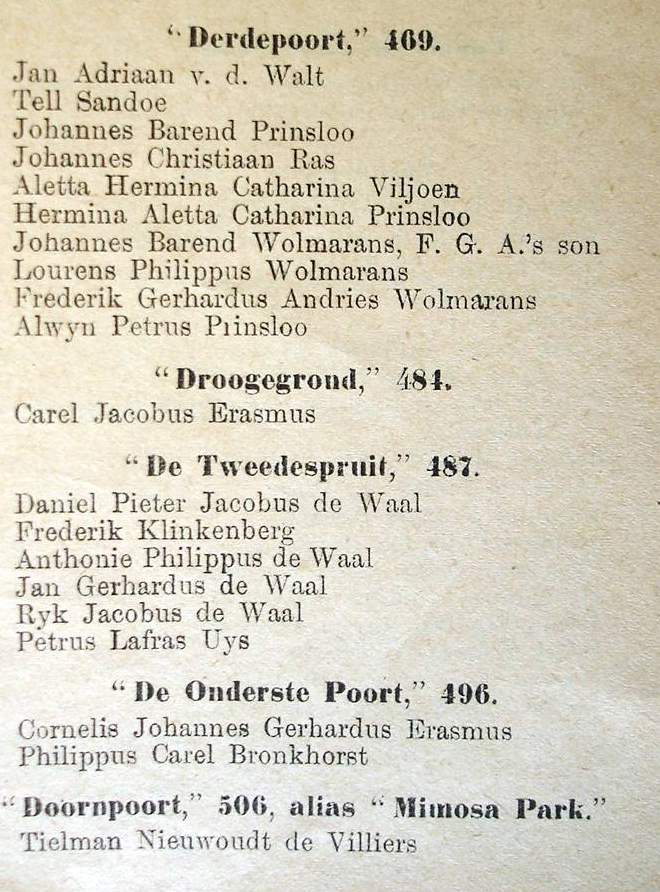 "Derdepoort," 469.
Jan Adriaan v. d. Walt
Tell Sandoe
Johannes Barend Prinsloo
Johannes Christiaan Ras
Aletta Hermina Catharina Viljoen
Hermina Aletta Catharina Prinsloo
Johannes Barend Wolmarans, F. G. A.'s son
Lourens Philippus Wolmarans
Frederik Gerhardus Andries Wolmarans
Alwyn Petrus Prinsloo
"Droogegrond," 484.
Carel Jacobus Erasmus
"De Tweedespruit," 487.
Daniel Pieter Jacobus de Waal
Frederik Klinkenberg
Anthonie Philippus de Waal
Jan Gerhardus de Waal
Ryk Jacobus de Waal
Petrus Lafras Uys
"De Onderste Poort," 496.
Cornelis Johannes Gerhardus Erasmus
Philippus Carel Bronkhorst
"Doornpoort," 506, alias "Mimosa Park."
Tielman Nieuwoudt de Villiers